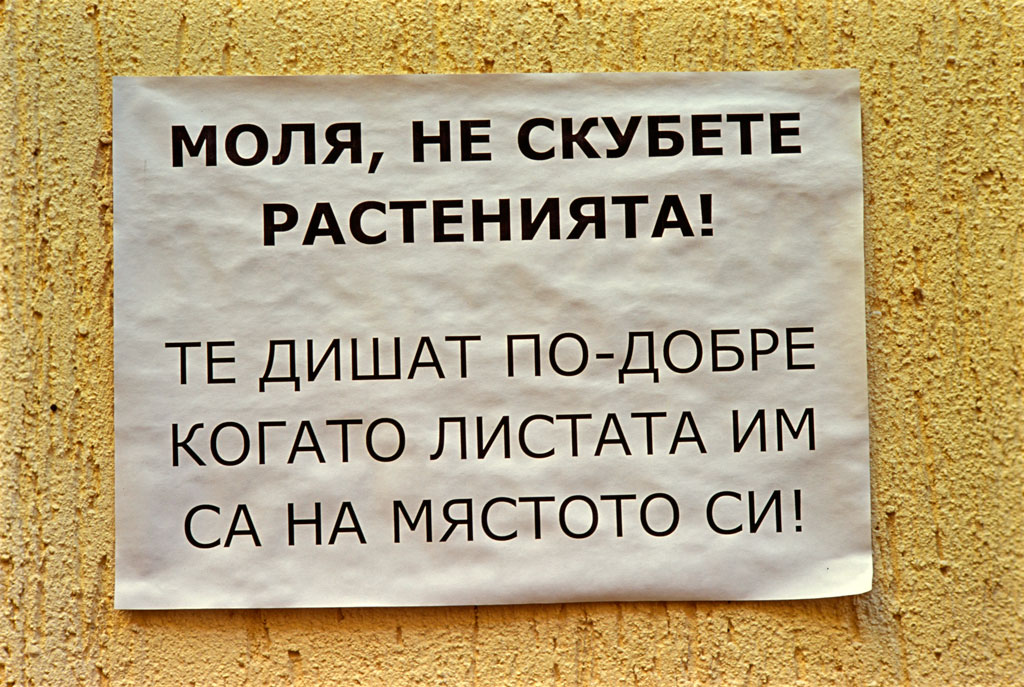 МОЛЯ, НЕ СКУБЕТЕ
РАСТЕНИЯТА!
ТЕ ДИШАТ ПО-ДОБРЕ
КОГАТО ЛИСТАТА ИМ
СА НА МЯСТОТО СИ!